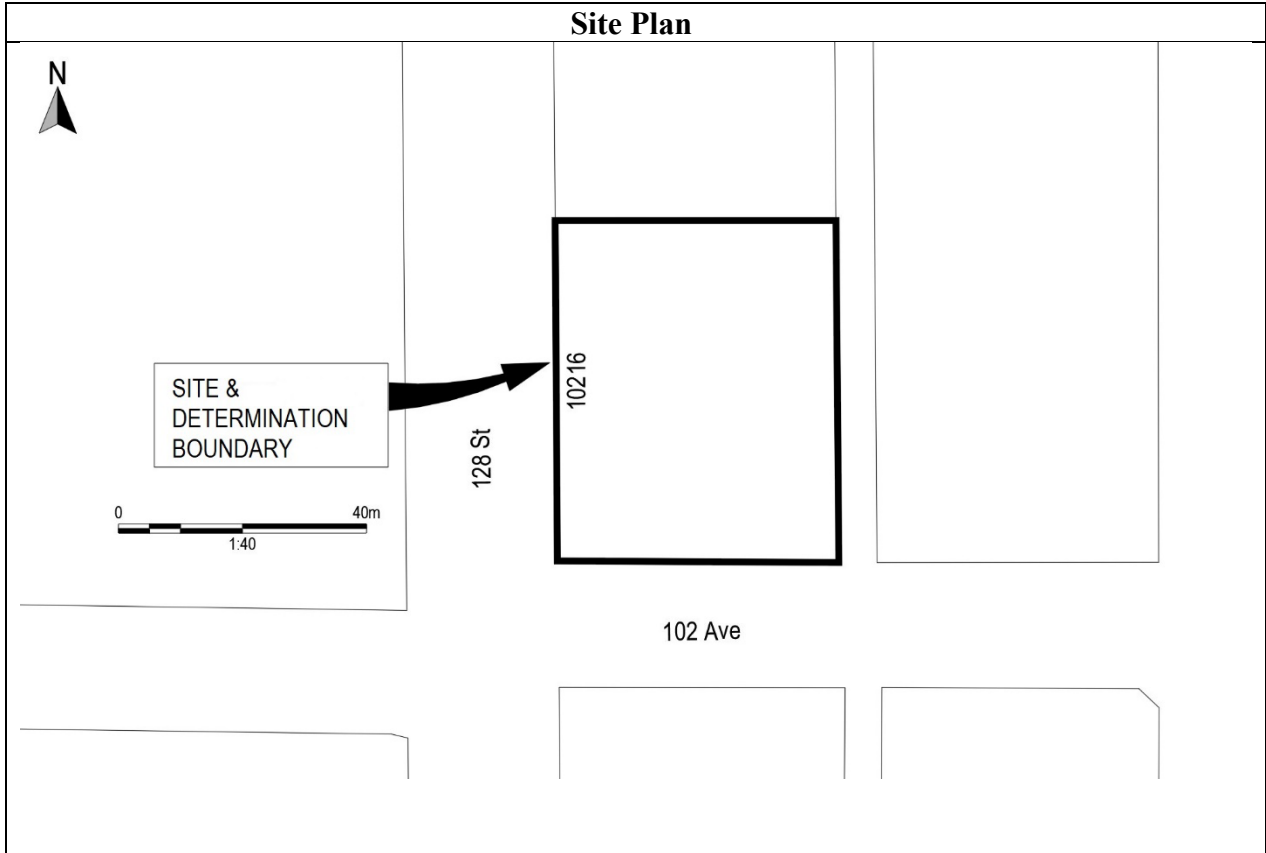 Site Plan
N
SITE &
DETERMINATION
BOUNDARY
10216
128 St
0 40m
1:40
102 Ave